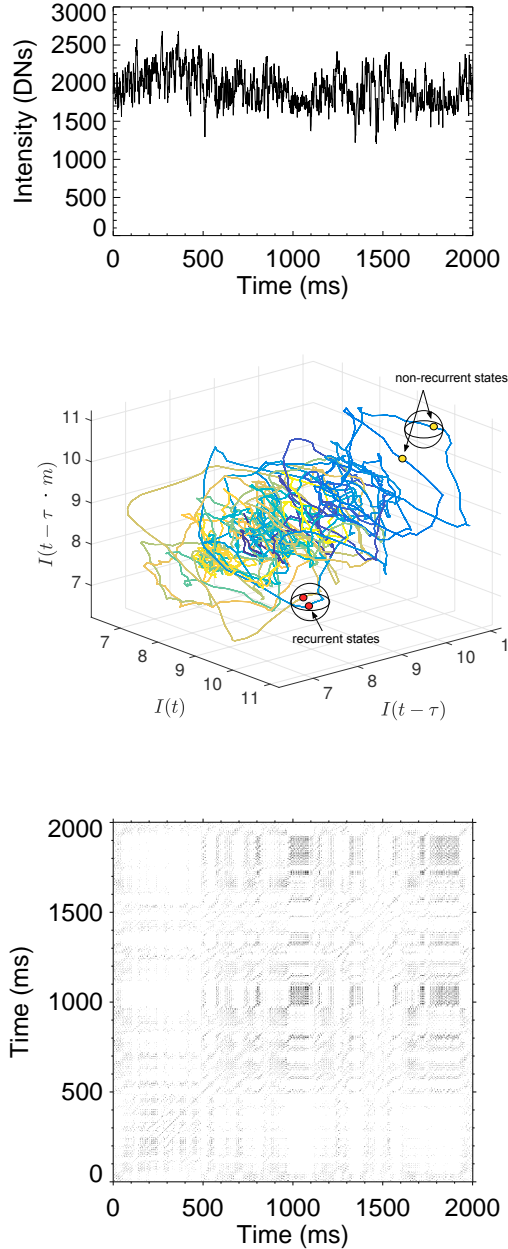 3000
2500
2000
1500
1000
500
0
Intensity (DNs)
0 500 1000 1500 2000
Time (ms)
non-recurrent states
11
10
9
8
7
I(t − τ · m)
recurrent states
7 8 9 10 11
I(t)
7 8 9 10 1
I(t − τ)
2000
1500
1000
500
0
Time (ms)
0 500 1000 1500 2000
Time (ms)